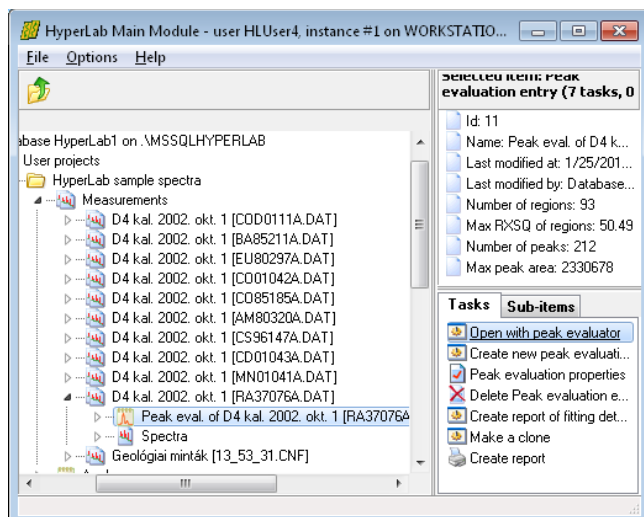 HyperLab Main Module - user HLUser4, instance #1 on WORKSTATIO...
File Options Help
abase HyperLab1 on .\MSSQLHYPERLAB
User projects
HyperLab sample spectra
Measurements
D4 kal. 2002. okt. 1 [COD0111A.DAT]
D4 kal. 2002. okt. 1 [BA85211A.DAT]
D4 kal. 2002. okt. 1 [EU80297A.DAT]
D4 kal. 2002. okt. 1 [CO01042A.DAT]
D4 kal. 2002. okt. 1 [CO85185A.DAT]
D4 kal. 2002. okt. 1 [AM80320A.DAT]
D4 kal. 2002. okt. 1 [CS96147A.DAT]
D4 kal. 2002. okt. 1 [CD01043A.DAT]
D4 kal. 2002. okt. 1 [MN01041A.DAT]
D4 kal. 2002. okt. 1 [RA37076A.DAT]
Peak eval. of D4 kal. 2002. okt. 1 [RA37076A
Spectra
Geológiai minták [13_53_31.CNF]
Selected item: Peak
evaluation entry (7 tasks, 0
Id: 11
Name: Peak eval. of D4 k...
Last modified at: 1/25/201...
Last modified by: Database...
Number of regions: 93
Max RXSQ of regions: 50.49
Number of peaks: 212
Max peak area: 2330678
Tasks Sub-items
Open with peak evaluator
Create new peak evaluati...
Peak evaluation properties
Delete Peak evaluation e...
Create report of fitting det...
Make a clone
Create report